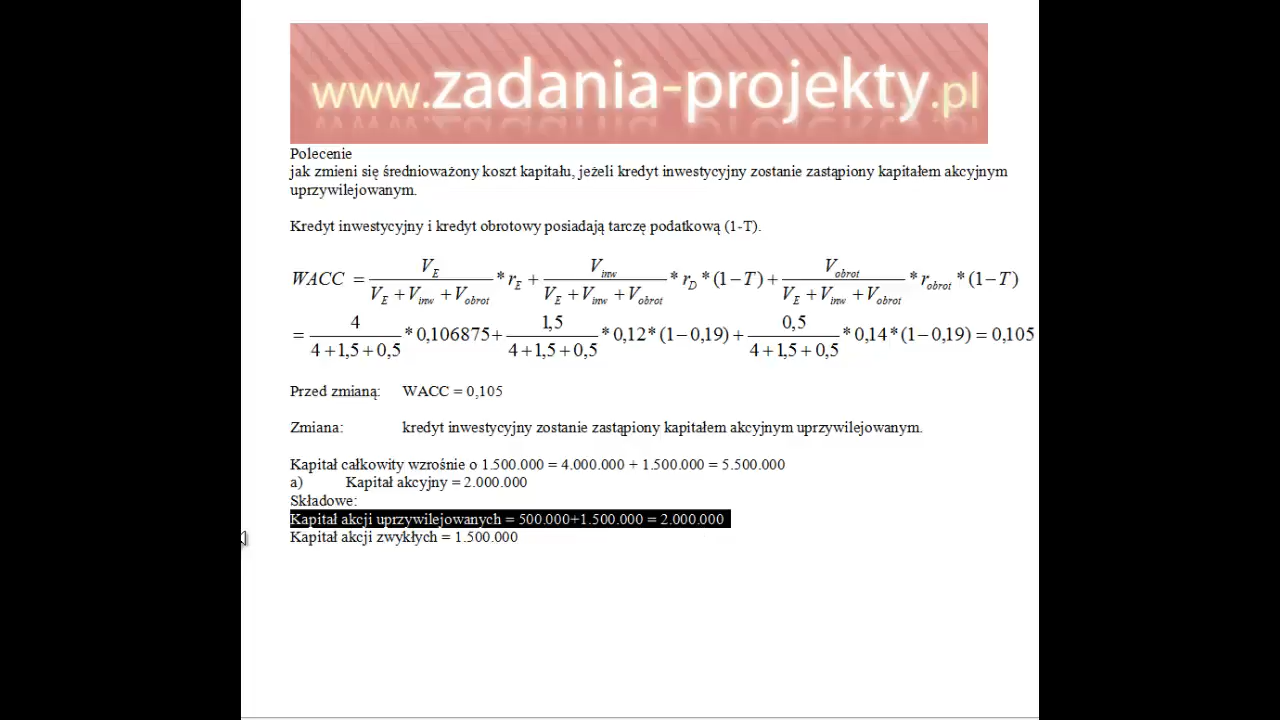 www.zadania-projekty.pl
Polecenie
jak zmieni się średnioważony koszt kapitału, jeżeli kredyt inwestycyjny zostanie zastąpiony kapitałem akcyjnym
uprzywilejowanym.
Kredyt inwestycyjny i kredyt obrotowy posiadają tarczę podatkową (1-T).
WACC = V_E / (V_E + V_inw + V_obrot) * r_E + V_inw / (V_E + V_inw + V_obrot) * r_D * (1 − T) + V_obrot / (V_E + V_inw + V_obrot) * r_obrot * (1 − T)
= 4 / (4 + 1,5 + 0,5) * 0,106875 + 1,5 / (4 + 1,5 + 0,5) * 0,12 * (1 − 0,19) + 0,5 / (4 + 1,5 + 0,5) * 0,14 * (1 − 0,19) = 0,105
Przed zmianą: WACC = 0,105
Zmiana: kredyt inwestycyjny zostanie zastąpiony kapitałem akcyjnym uprzywilejowanym.
Kapitał całkowity wzrośnie o 1.500.000 = 4.000.000 + 1.500.000 = 5.500.000
a) Kapitał akcyjny = 2.000.000
Składowe:
Kapitał akcji uprzywilejowanych = 500.000+1.500.000 = 2.000.000
Kapitał akcji zwykłych = 1.500.000